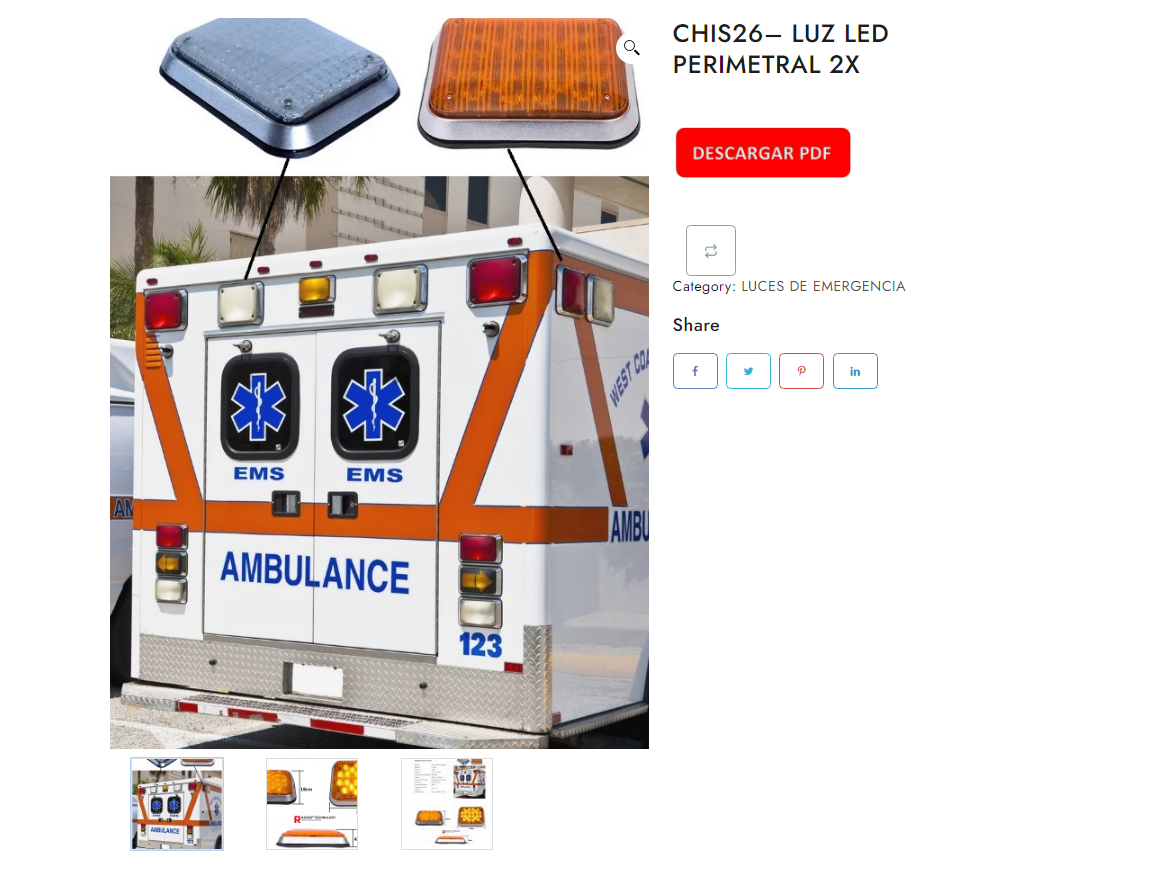 CHIS26– LUZ LED
PERIMETRAL 2X
DESCARGAR PDF
Category: LUCES DE EMERGENCIA
Share
WEST COA
EMS
EMS
AM
AMBU
AMBULANCE
123
AMBULANCE